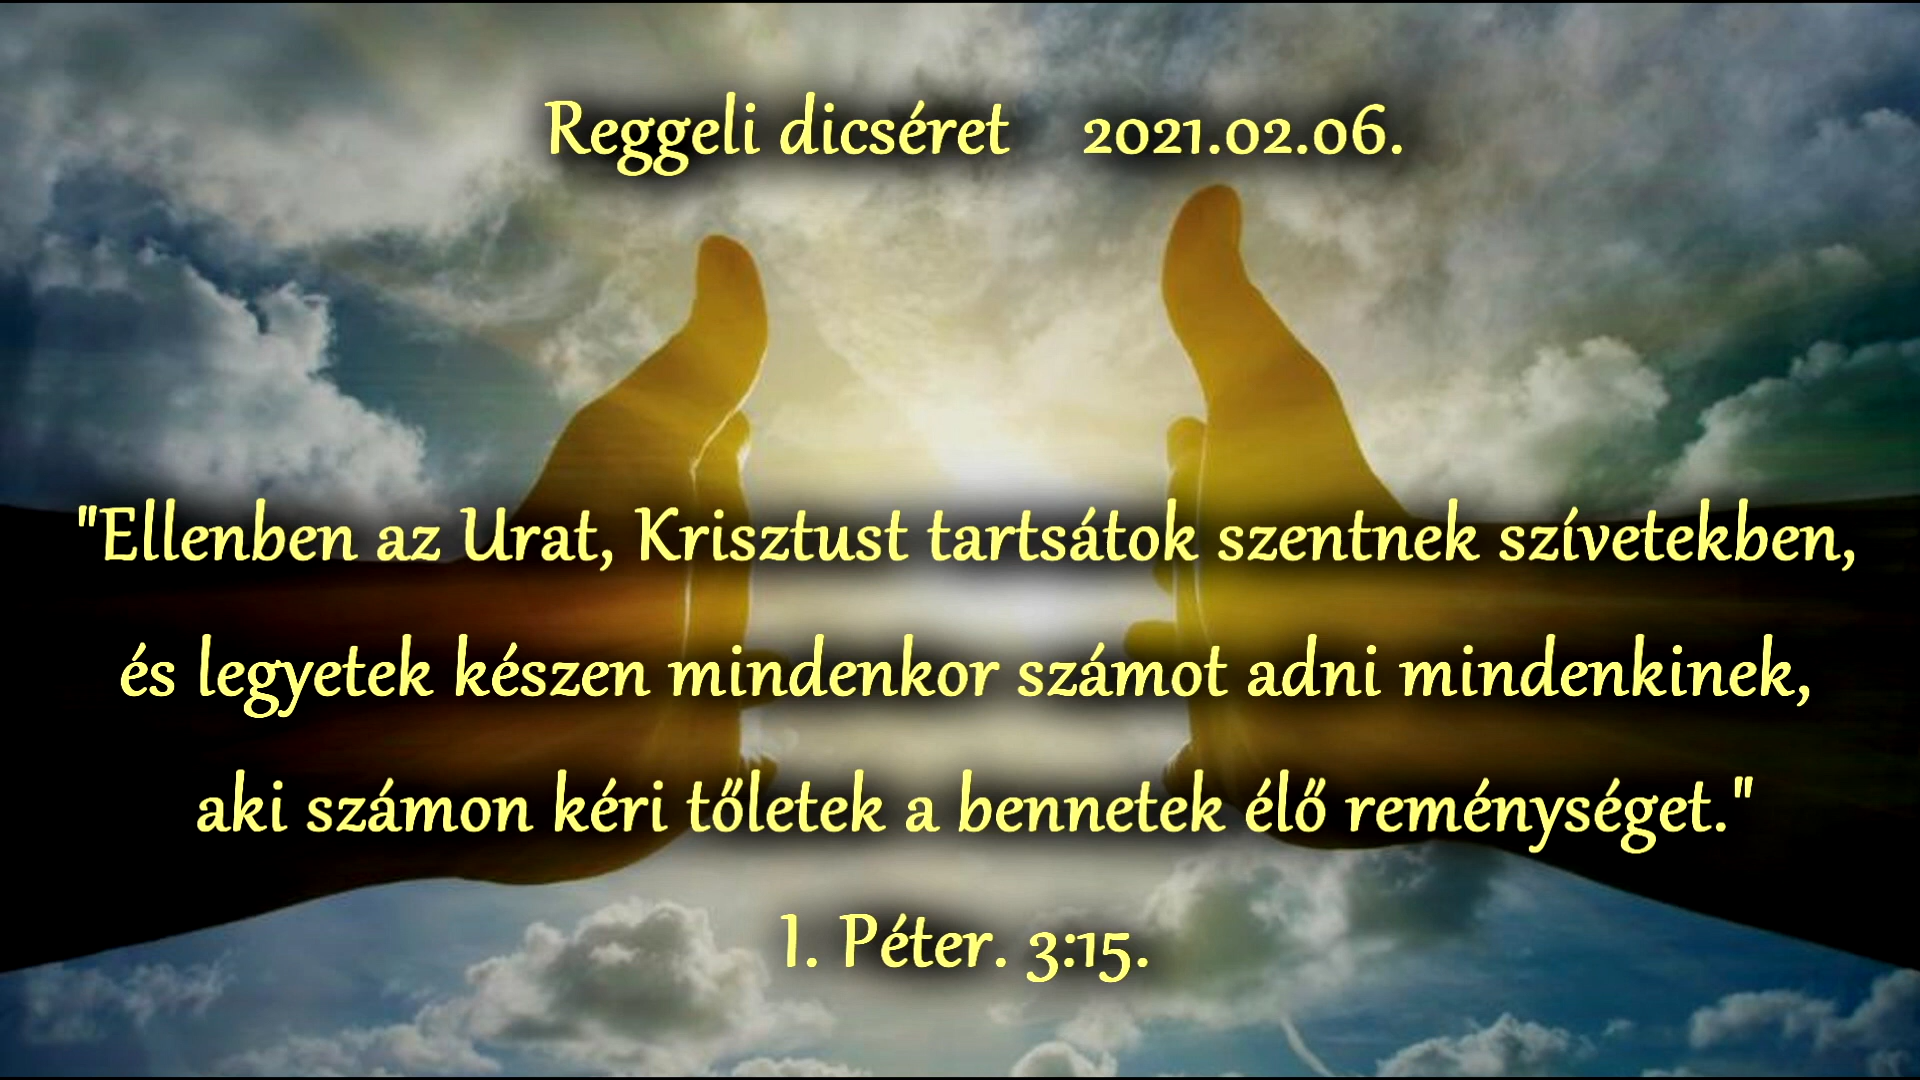 Reggeli dicséret 2021.02.06.
"Ellenben az Urat, Krisztust tartsátok szentnek szívetekben,
és legyetek készen mindenkor számot adni mindenkinek,
aki számon kéri tőletek a bennetek élő reménységet."
I. Péter. 3:15.